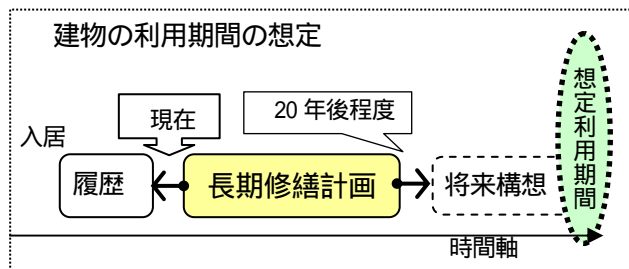 建物の利用期間の想定
20 年後程度
現在
入居
履歴
長期修繕計画
将来構想
想定利用期間
時間軸